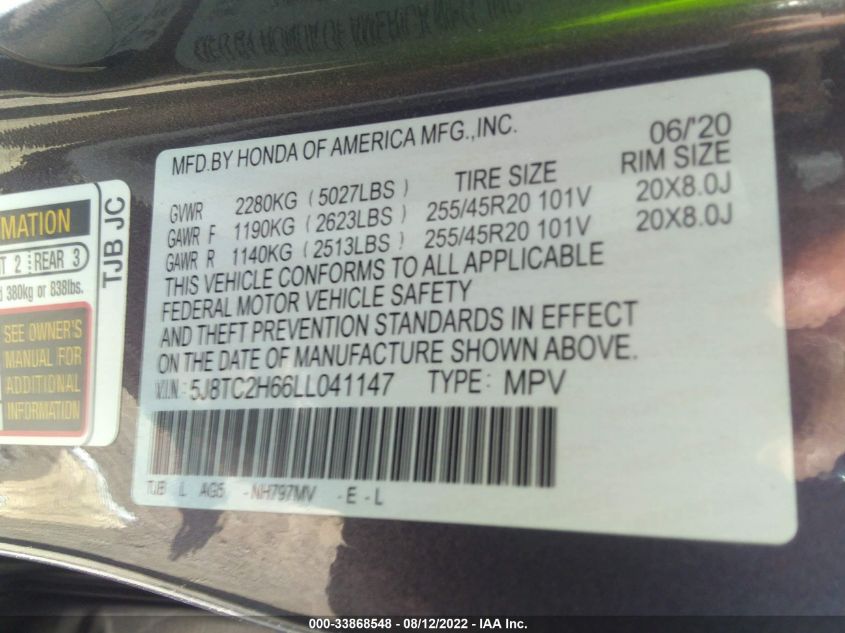 MFD.BY HONDA OF AMERICA MFG.,INC. 06/'20
TIRE SIZE RIM SIZE
GVWR 2280KG (5027LBS)
GAWR F 1190KG (2623LBS) 255/45R20 101V 20X8.0J
GAWR R 1140KG (2513LBS) 255/45R20 101V 20X8.0J
THIS VEHICLE CONFORMS TO ALL APPLICABLE
FEDERAL MOTOR VEHICLE SAFETY
AND THEFT PREVENTION STANDARDS IN EFFECT
ON THE DATE OF MANUFACTURE SHOWN ABOVE.
V.I.N.: 5J8TC2H66LL041147 TYPE: MPV
TJB L AG5 -NH797MV -E-L
MATION
T 2 REAR 3
d 380kg or 838lbs.
SEE OWNER'S
MANUAL FOR
ADDITIONAL
INFORMATION
TJB JC
000-33868548 - 08/12/2022 - IAA Inc.